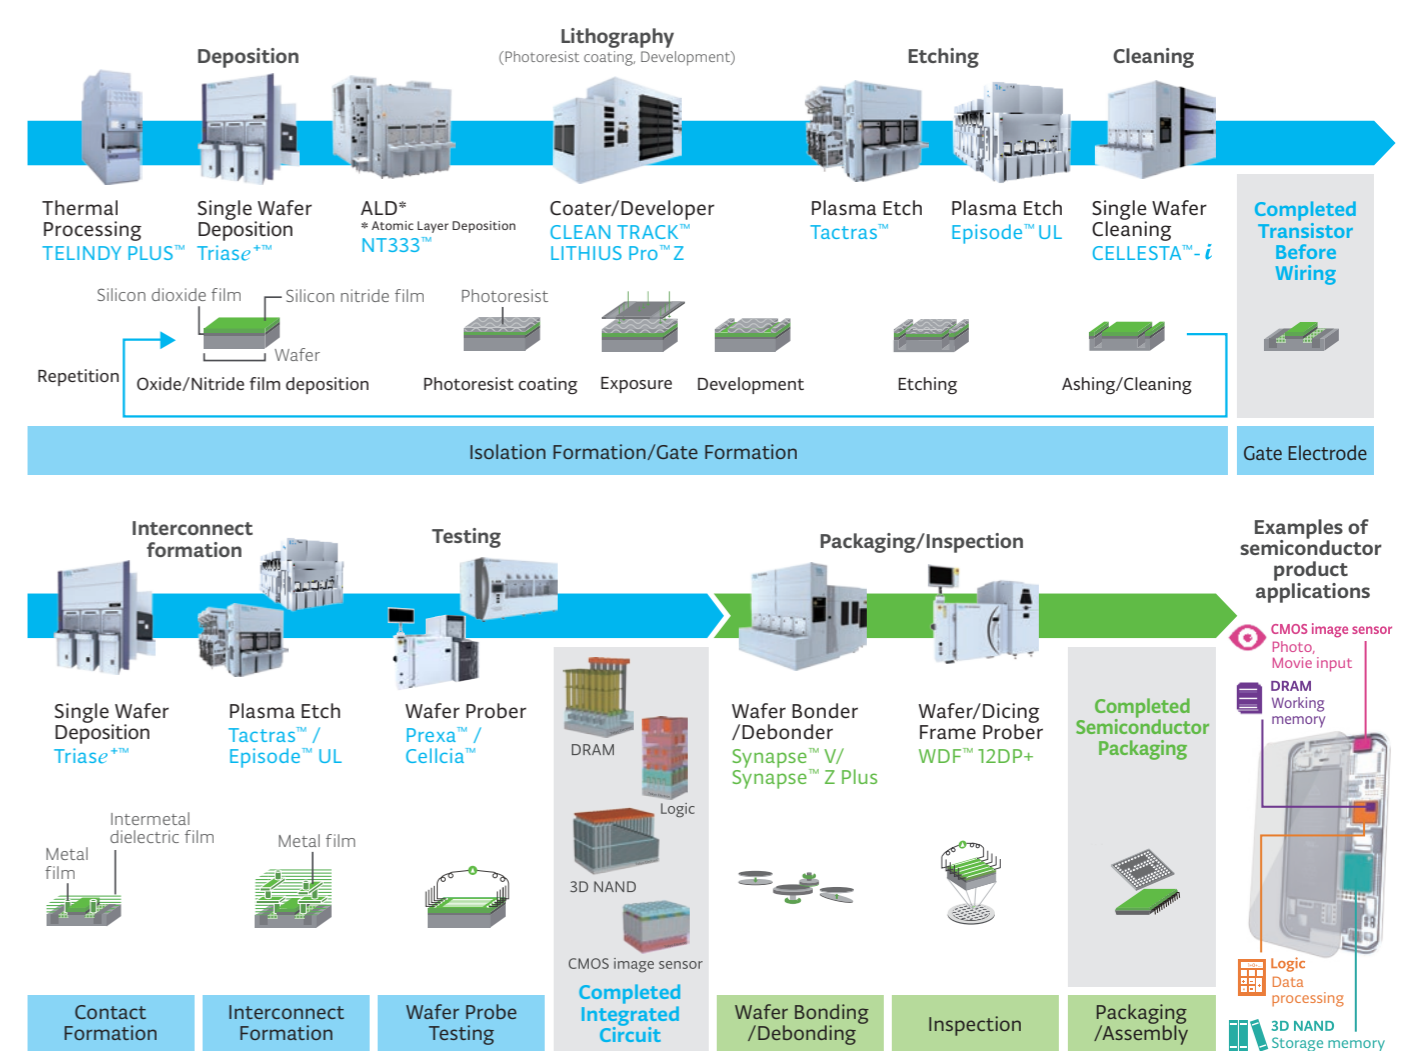 Deposition
Lithography
(Photoresist coating, Development)
Etching
Cleaning
Thermal
Processing
TELINDY PLUS™
Single Wafer
Deposition
Triase+™
ALD*
* Atomic Layer Deposition
NT333™
Coater/Developer
CLEAN TRACK™
LITHIUS Pro™ Z
Plasma Etch
Tactras™
Plasma Etch
Episode™ UL
Single Wafer
Cleaning
CELLESTA™-i
Completed
Transistor
Before
Wiring
Silicon dioxide film
Silicon nitride film
Wafer
Photoresist
Repetition
Oxide/Nitride film deposition
Photoresist coating
Exposure
Development
Etching
Ashing/Cleaning
Isolation Formation/Gate Formation
Gate Electrode
Interconnect
formation
Testing
Packaging/Inspection
Examples of
semiconductor
product
applications
CMOS image sensor
Photo,
Movie input
DRAM
Working
memory
Single Wafer
Deposition
Triase+™
Plasma Etch
Tactras™ /
Episode™ UL
Wafer Prober
Prexa™ /
Cellcia™
DRAM
Logic
3D NAND
CMOS image sensor
Completed
Integrated
Circuit
Wafer Bonder
/Debonder
Synapse™ V/
Synapse™ Z Plus
Wafer/Dicing
Frame Prober
WDF™ 12DP+
Completed
Semiconductor
Packaging
Intermetal
dielectric film
Metal
film
Metal film
Logic
Data
processing
3D NAND
Storage memory
Contact
Formation
Interconnect
Formation
Wafer Probe
Testing
Wafer Bonding
/Debonding
Inspection
Packaging
/Assembly